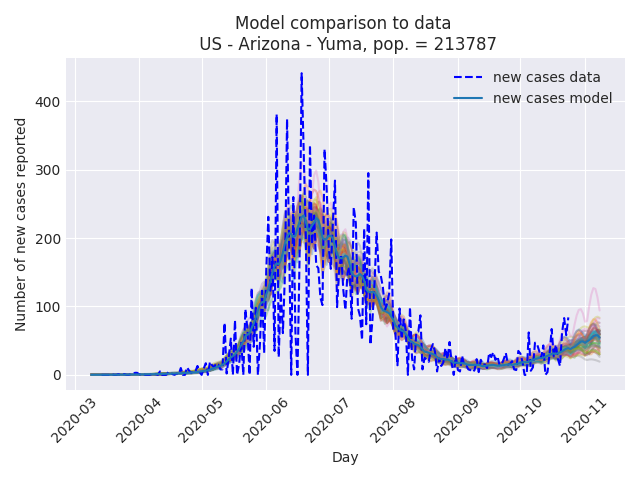 Model comparison to data
US - Arizona - Yuma, pop. = 213787
new cases data
new cases model
Number of new cases reported
400
300
200
100
0
2020-03
2020-04
2020-05
2020-06
2020-07
2020-08
2020-09
2020-10
2020-11
Day